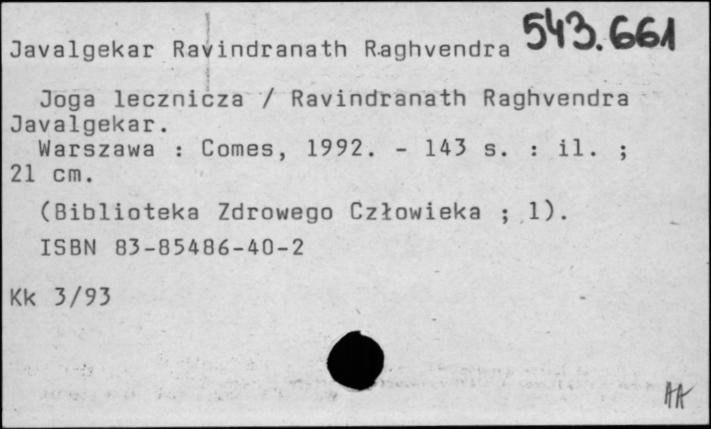 543.661
Javalgekar Ravindranath Raghvendra
Joga lecznicza / Ravindranath Raghvendra
Javalgekar.
Warszawa : Comes, 1992. - 143 s. : il. ;
21 cm.
(Biblioteka Zdrowego Człowieka ; 1).
ISBN 83-85486-40-2
Kk 3/93
AA